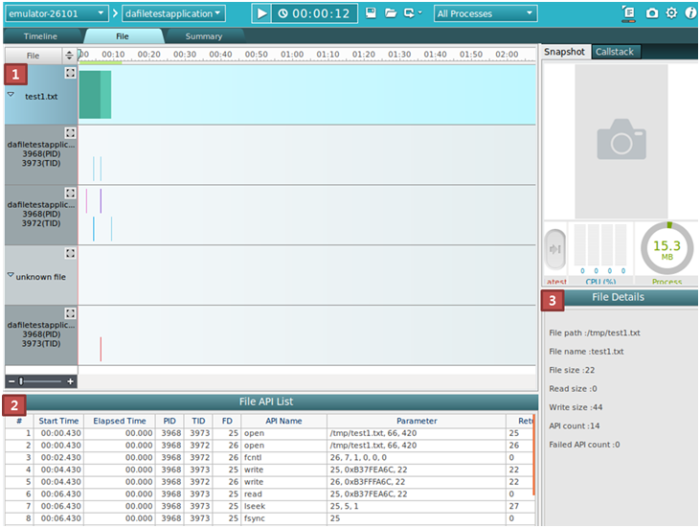 emulator-26101 > dafiletestapplication 00:00:12 All Processes
Timeline File Summary
File 00 00:10 00:20 00:30 00:40 00:50 01:00 01:10 01:20 01:30 01:40 01:50 02:00
Snapshot Callstack
1
test1.txt
dafiletestapplic...
3968(PID)
3973(TID)
dafiletestapplic...
3968(PID)
3972(TID)
unknown file
dafiletestapplic...
3968(PID)
3973(TID)
- +
0 0 0 0
15.3
MB
CPU (%) Process
3 File Details
File path :/tmp/test1.txt
File name :test1.txt
File size :22
Read size :0
Write size :44
API count :14
Failed API count :0
2 File API List
# Start Time Elapsed Time PID TID FD API Name Parameter Retu
1 00:00.430 00.000 3968 3973 25 open /tmp/test1.txt, 66, 420 25
2 00:00.430 00.000 3968 3972 26 open /tmp/test1.txt, 66, 420 26
3 00:02.430 00.000 3968 3972 26 fcntl 26, 7, 1, 0, 0, 0 0
4 00:04.430 00.000 3968 3973 25 write 25, 0xB37FEA6C, 22 22
5 00:04.430 00.000 3968 3972 26 write 26, 0xB3FFFA6C, 22 22
6 00:06.430 00.000 3968 3973 25 read 25, 0xB37FEA6C, 22 0
7 00:06.430 00.000 3968 3973 25 lseek 25, 5, 1 27
8 00:06.430 00.000 3968 3973 25 fsync 25 0